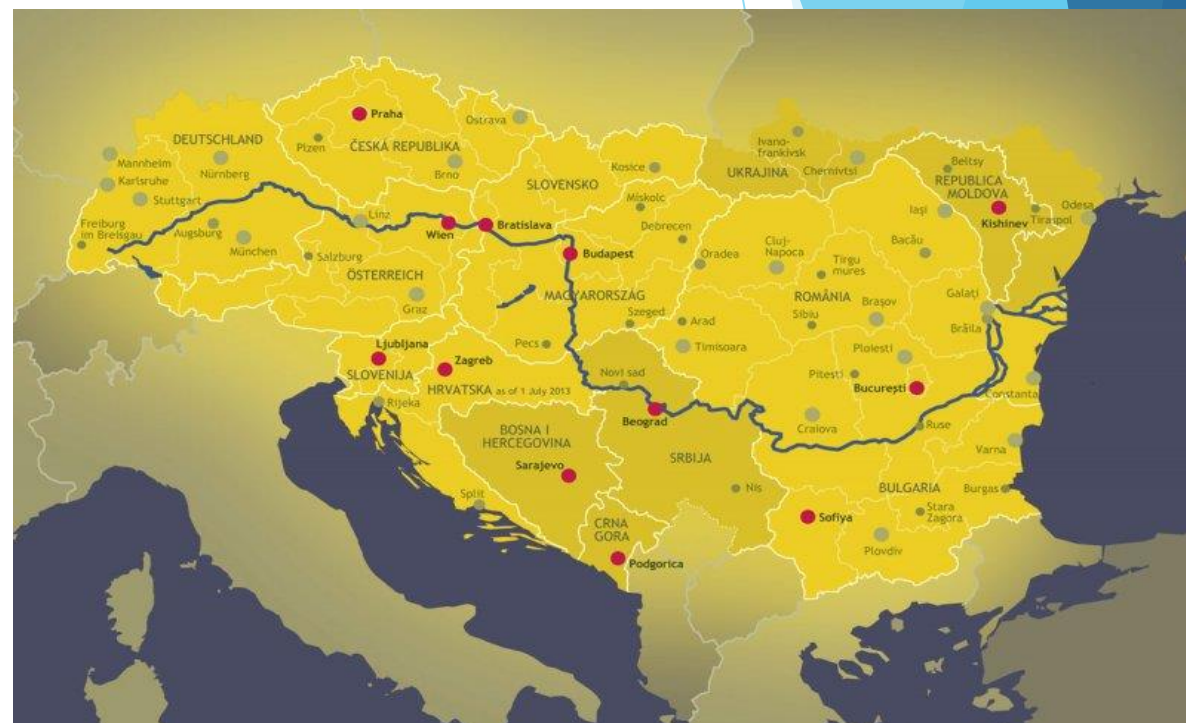 Praha
Ostrava
DEUTSCHLAND
Plzen
ČESKÁ REPUBLIKA
Mannheim
Nürnberg
Brno
Karlsruhe
Stuttgart
Kosice
SLOVENSKO
Ivano-
frankivsk
Chernivtsi
UKRAJINA
Beltsy
REPUBLICA
MOLDOVA
Kishinev
Tiraspol
Odesa
Freiburg
im Breisgau
Augsburg
München
Linz
Salzburg
Wien
Bratislava
Miskolc
Debrecen
Budapest
ÖSTERREICH
Graz
MAGYARORSZÁG
Szeged
Pecs
Oradea
Cluj-
Napoca
Tirgu
mures
Iaşi
Bacău
ROMÂNIA
Braşov
Sibiu
Galaţi
Brăila
Arad
Timisoara
Ploiesti
Pitesti
Bucureşti
Constanta
Craiova
Ljubljana
SLOVENIJA
Zagreb
HRVATSKA as of 1 July 2013
Rijeka
Novi sad
Beograd
BOSNA I
HERCEGOVINA
Sarajevo
SRBIJA
Split
Nis
CRNA
GORA
Podgorica
Ruse
Varna
BULGARIA
Burgas
Sofiya
Stara
Zagora
Plovdiv